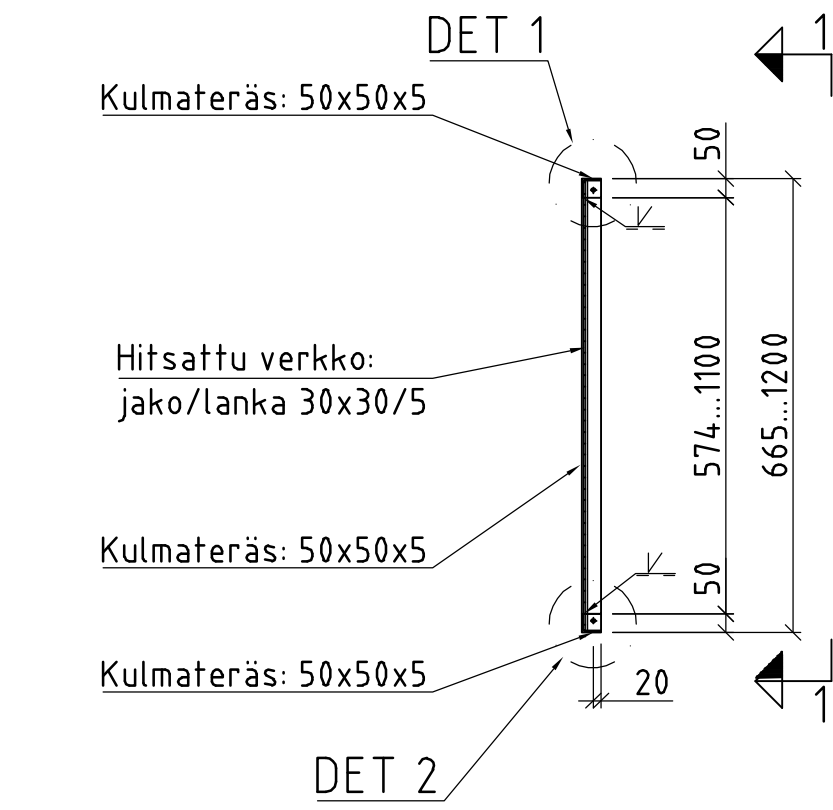 DET 1
1
Kulmateräs: 50x50x5
50
Hitsattu verkko:
jako/lanka 30x30/5
574...1100
665...1200
Kulmateräs: 50x50x5
50
Kulmateräs: 50x50x5
20
1
DET 2